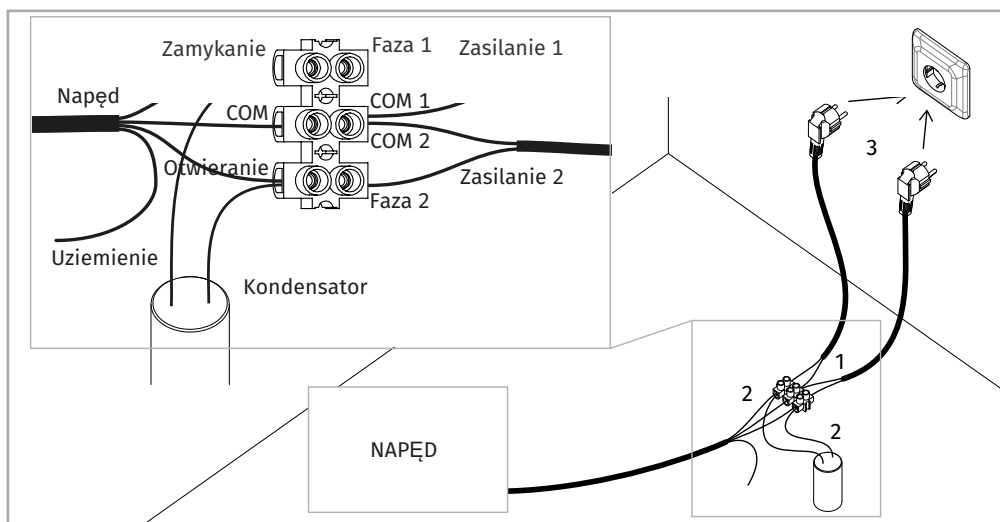 Zamykanie
Faza 1
Zasilanie 1
Napęd
COM
COM 1
COM 2
Otwieranie
Zasilanie 2
Faza 2
Uziemienie
Kondensator
3
1
2
2
NAPĘD